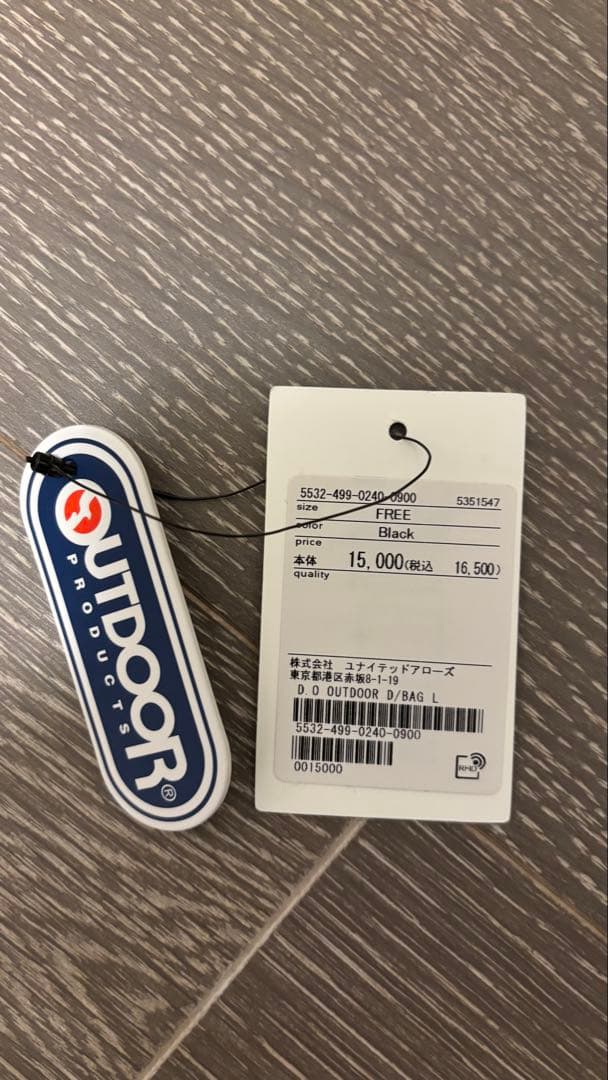 OUTDOOR®
PRODUCTS
5532-499-0240-0900 5351547
size FREE
color Black
price
本体 15,000(税込 16,500)
quality
株式会社 ユナイテッドアローズ
東京都港区赤坂8-1-19
D.O OUTDOOR D/BAG L
5532-499-0240-0900
0015000